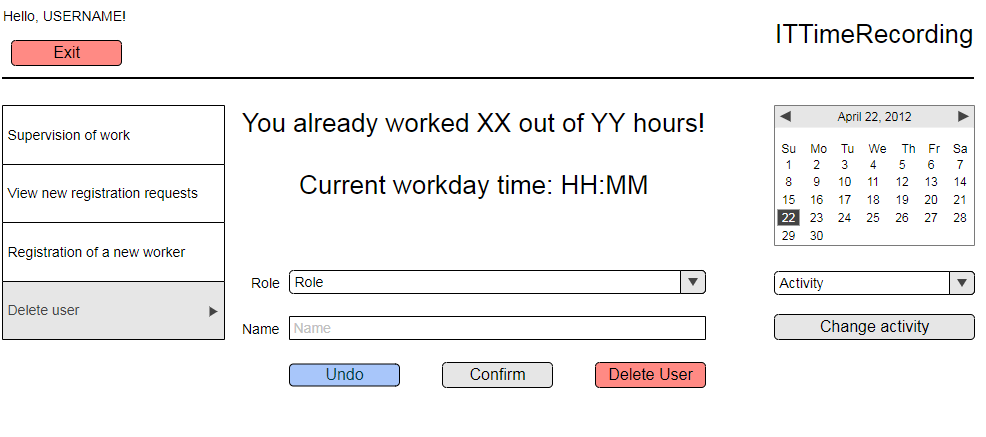 Hello, USERNAME!
Exit
ITTimeRecording
Supervision of work
View new registration requests
Registration of a new worker
Delete user
You already worked XX out of YY hours!
Current workday time: HH:MM
Role Role
Name Name
Undo Confirm Delete User
April 22, 2012
Su Mo Tu We Th Fr Sa
1 2 3 4 5 6 7
8 9 10 11 12 13 14
15 16 17 18 19 20 21
22 23 24 25 26 27 28
29 30
Activity
Change activity